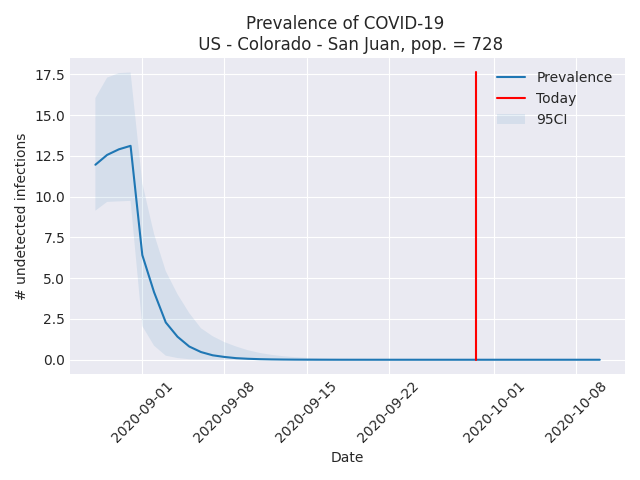 Prevalence of COVID-19
US - Colorado - San Juan, pop. = 728
17.5
15.0
12.5
10.0
7.5
5.0
2.5
0.0
# undetected infections
Prevalence
Today
95CI
2020-09-01
2020-09-08
2020-09-15
2020-09-22
2020-10-01
2020-10-08
Date